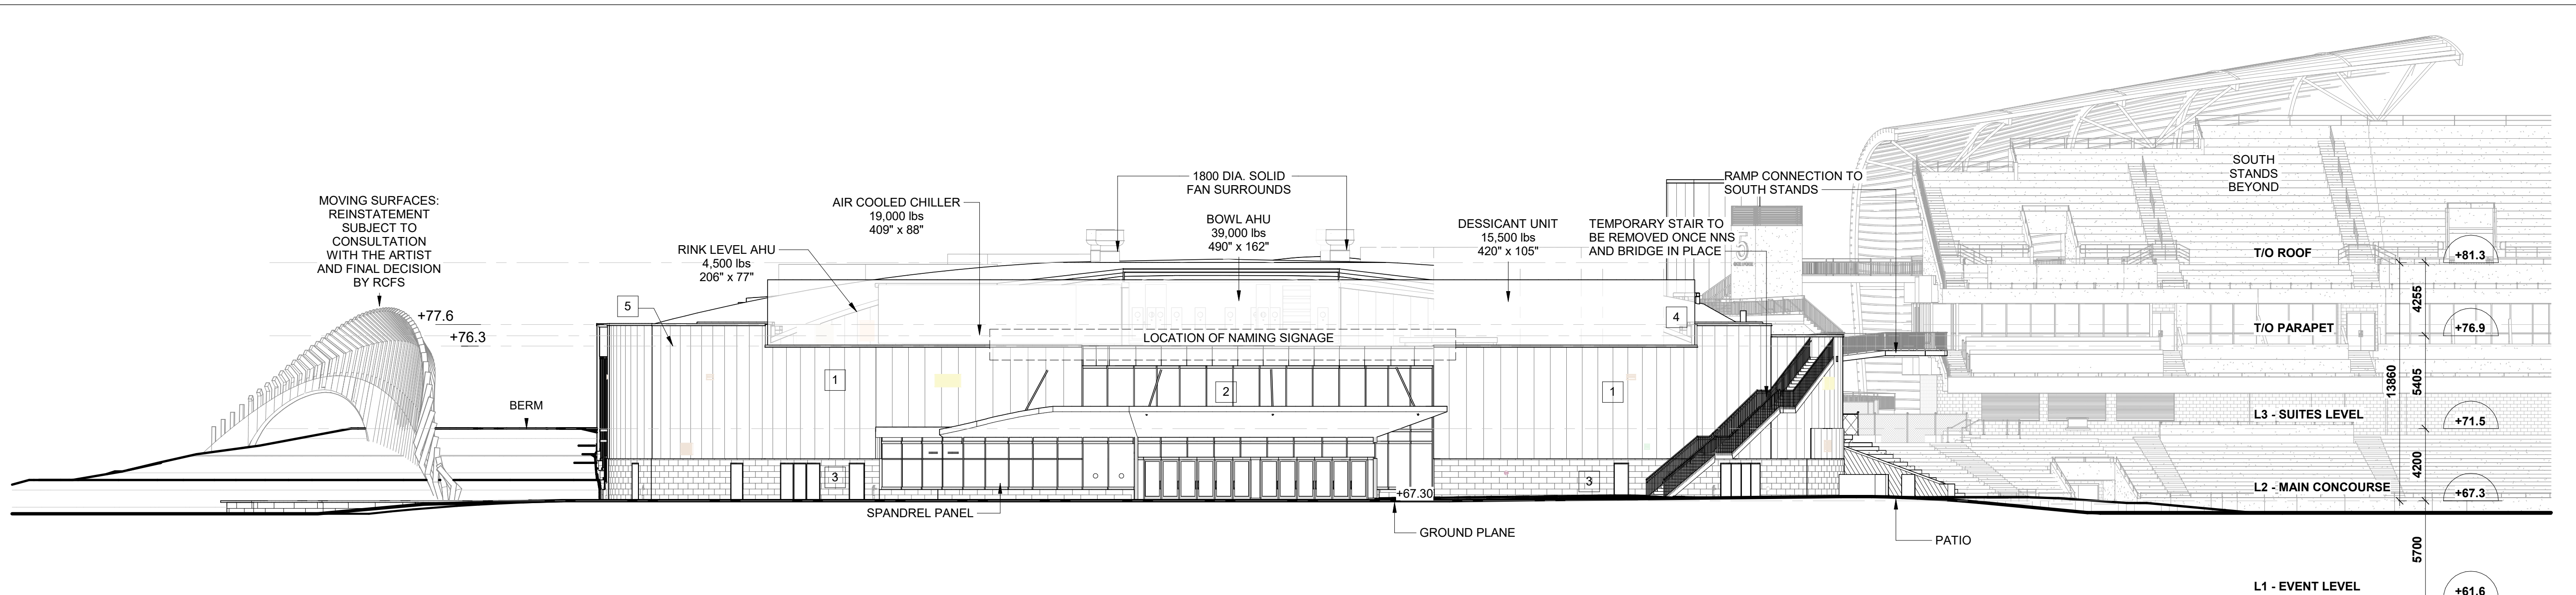 MOVING SURFACES:
REINSTATEMENT
SUBJECT TO
CONSULTATION
WITH THE ARTIST
AND FINAL DECISION
BY RCFS
+77.6
+76.3
BERM
5
RINK LEVEL AHU
4,500 lbs
206" x 77"
AIR COOLED CHILLER
19,000 lbs
409" x 88"
1800 DIA. SOLID
FAN SURROUNDS
BOWL AHU
39,000 lbs
490" x 162"
DESSICANT UNIT
15,500 lbs
420" x 105"
TEMPORARY STAIR TO
BE REMOVED ONCE NNS
AND BRIDGE IN PLACE
RAMP CONNECTION TO
SOUTH STANDS
5
4
LOCATION OF NAMING SIGNAGE
1
2
1
3
3
SPANDREL PANEL
+67.30
GROUND PLANE
PATIO
SOUTH
STANDS
BEYOND
T/O ROOF
+81.3
4255
T/O PARAPET
+76.9
13860
5405
L3 - SUITES LEVEL
+71.5
4200
L2 - MAIN CONCOURSE
+67.3
5700
L1 - EVENT LEVEL
+61.6